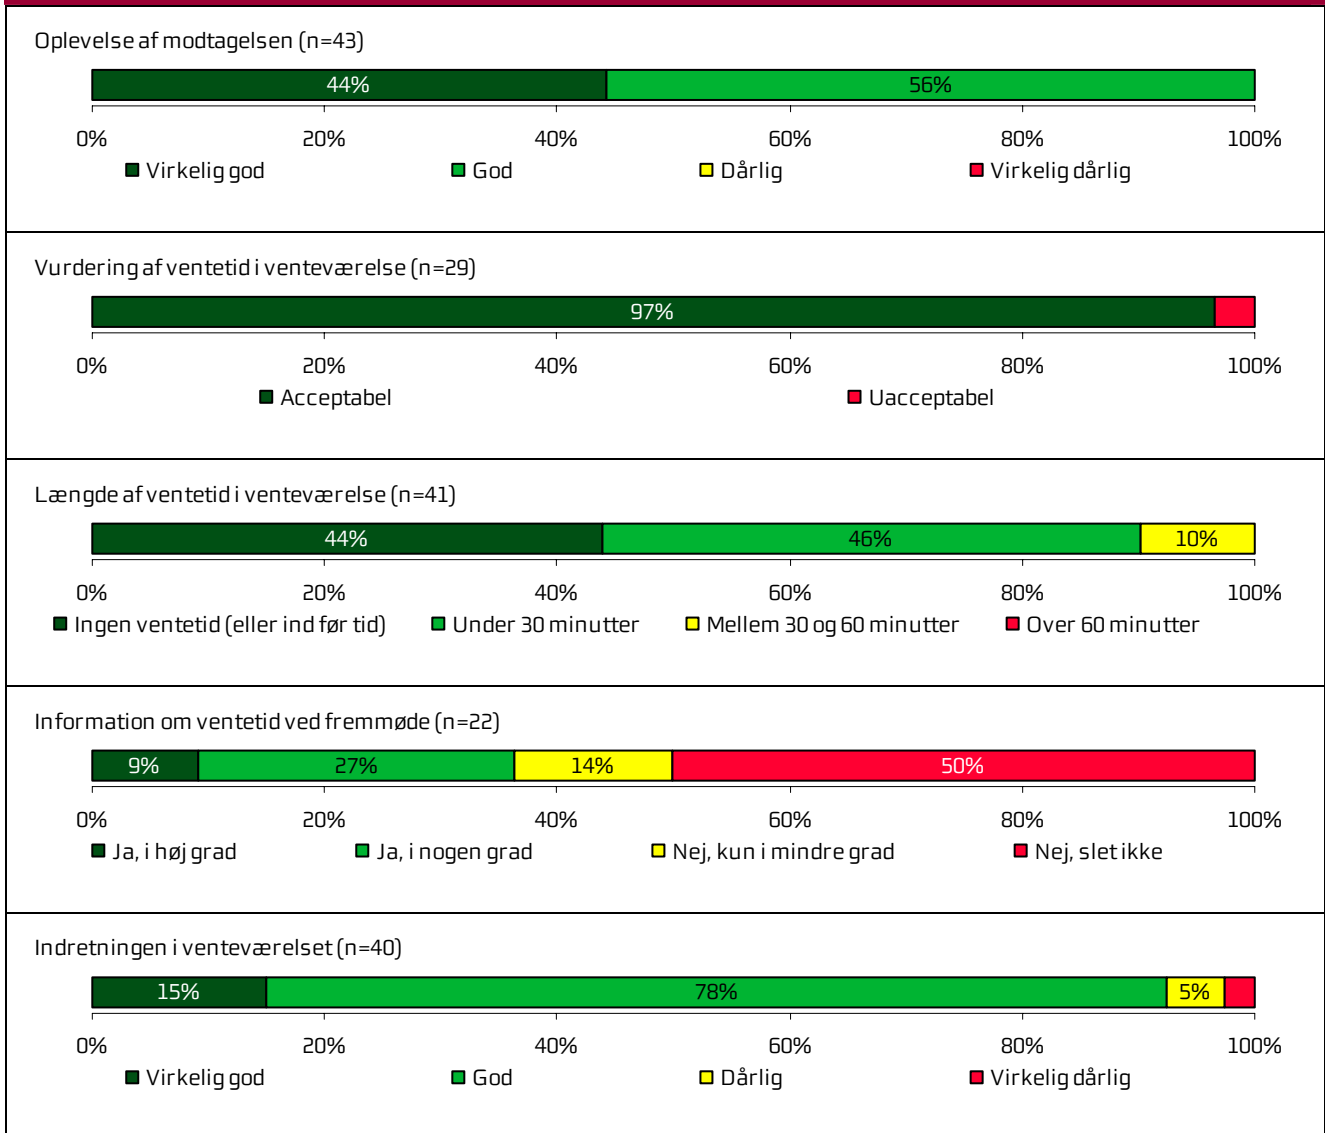 Oplevelse af modtagelsen (n=43)
44% 56%
0% 20% 40% 60% 80% 100%
Virkelig god God Dårlig Virkelig dårlig
Vurdering af ventetid i venteværelse (n=29)
97%
0% 20% 40% 60% 80% 100%
Acceptabel Uacceptabel
Længde af ventetid i venteværelse (n=41)
44% 46% 10%
0% 20% 40% 60% 80% 100%
Ingen ventetid (eller ind før tid) Under 30 minutter Mellem 30 og 60 minutter Over 60 minutter
Information om ventetid ved fremmøde (n=22)
9% 27% 14% 50%
0% 20% 40% 60% 80% 100%
Ja, i høj grad Ja, i nogen grad Nej, kun i mindre grad Nej, slet ikke
Indretningen i venteværelset (n=40)
15% 78% 5%
0% 20% 40% 60% 80% 100%
Virkelig god God Dårlig Virkelig dårlig